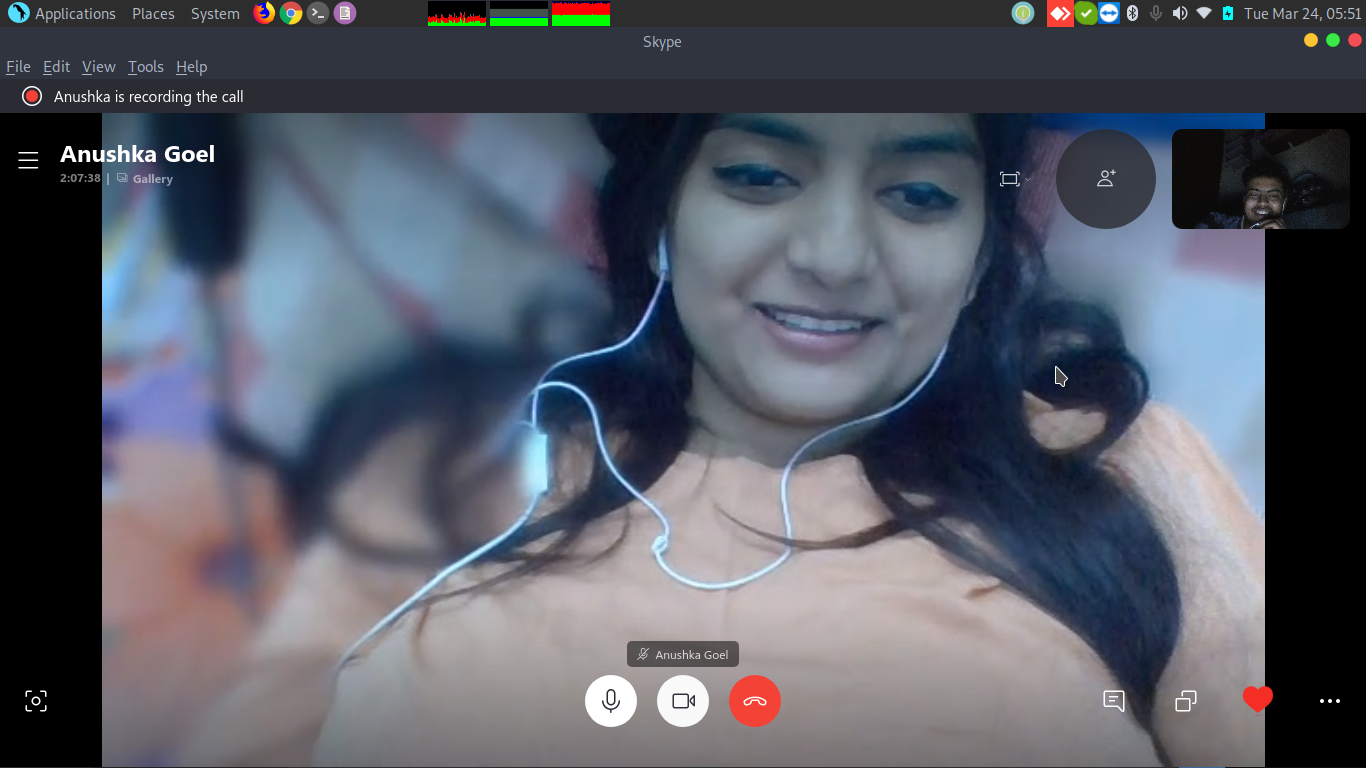 Applications Places System Tue Mar 24, 05:51
Skype
File Edit View Tools Help
Anushka is recording the call
Anushka Goel
2:07:38 | Gallery
Anushka Goel